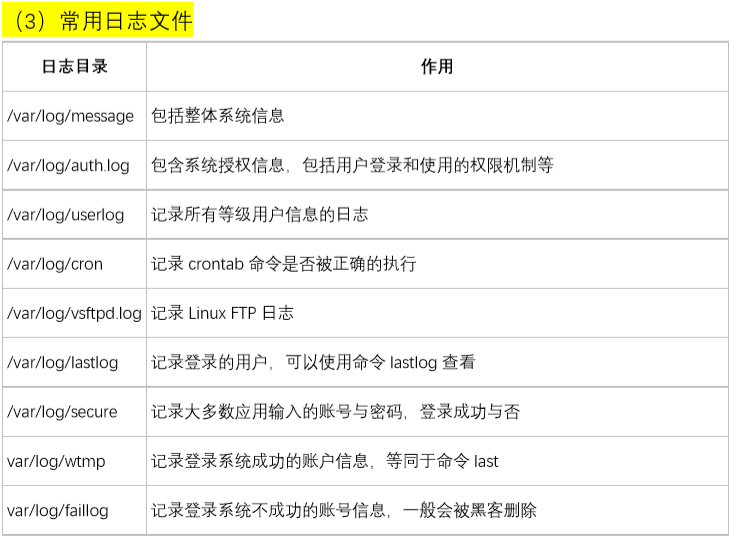 （3）常用日志文件
日志目录 作用
/var/log/message 包括整体系统信息
/var/log/auth.log 包含系统授权信息，包括用户登录和使用的权限机制等
/var/log/userlog 记录所有等级用户信息的日志
/var/log/cron 记录 crontab 命令是否被正确的执行
/var/log/vsftpd.log 记录 Linux FTP 日志
/var/log/lastlog 记录登录的用户，可以使用命令 lastlog 查看
/var/log/secure 记录大多数应用输入的账号与密码，登录成功与否
var/log/wtmp 记录登录系统成功的账户信息，等同于命令 last
var/log/faillog 记录登录系统不成功的账号信息，一般会被黑客删除